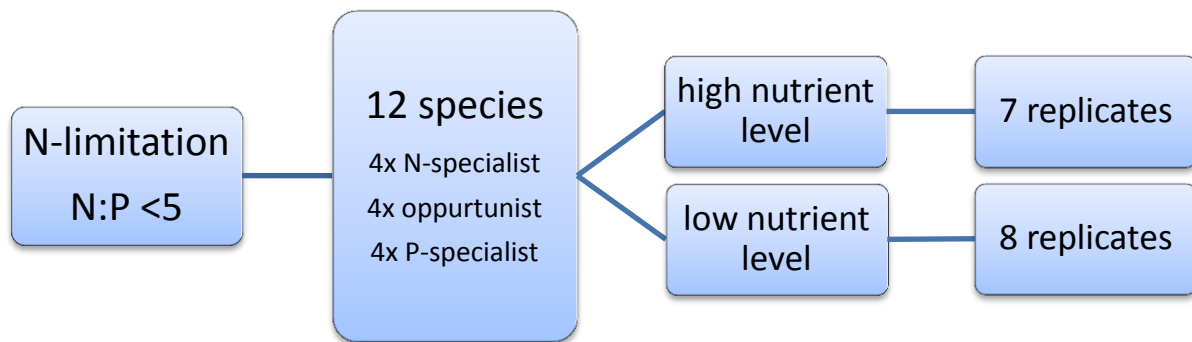 N-limitation
N:P <5
12 species
4x N-specialist
4x oppurtunist
4x P-specialist
high nutrient
level
7 replicates
low nutrient
level
8 replicates